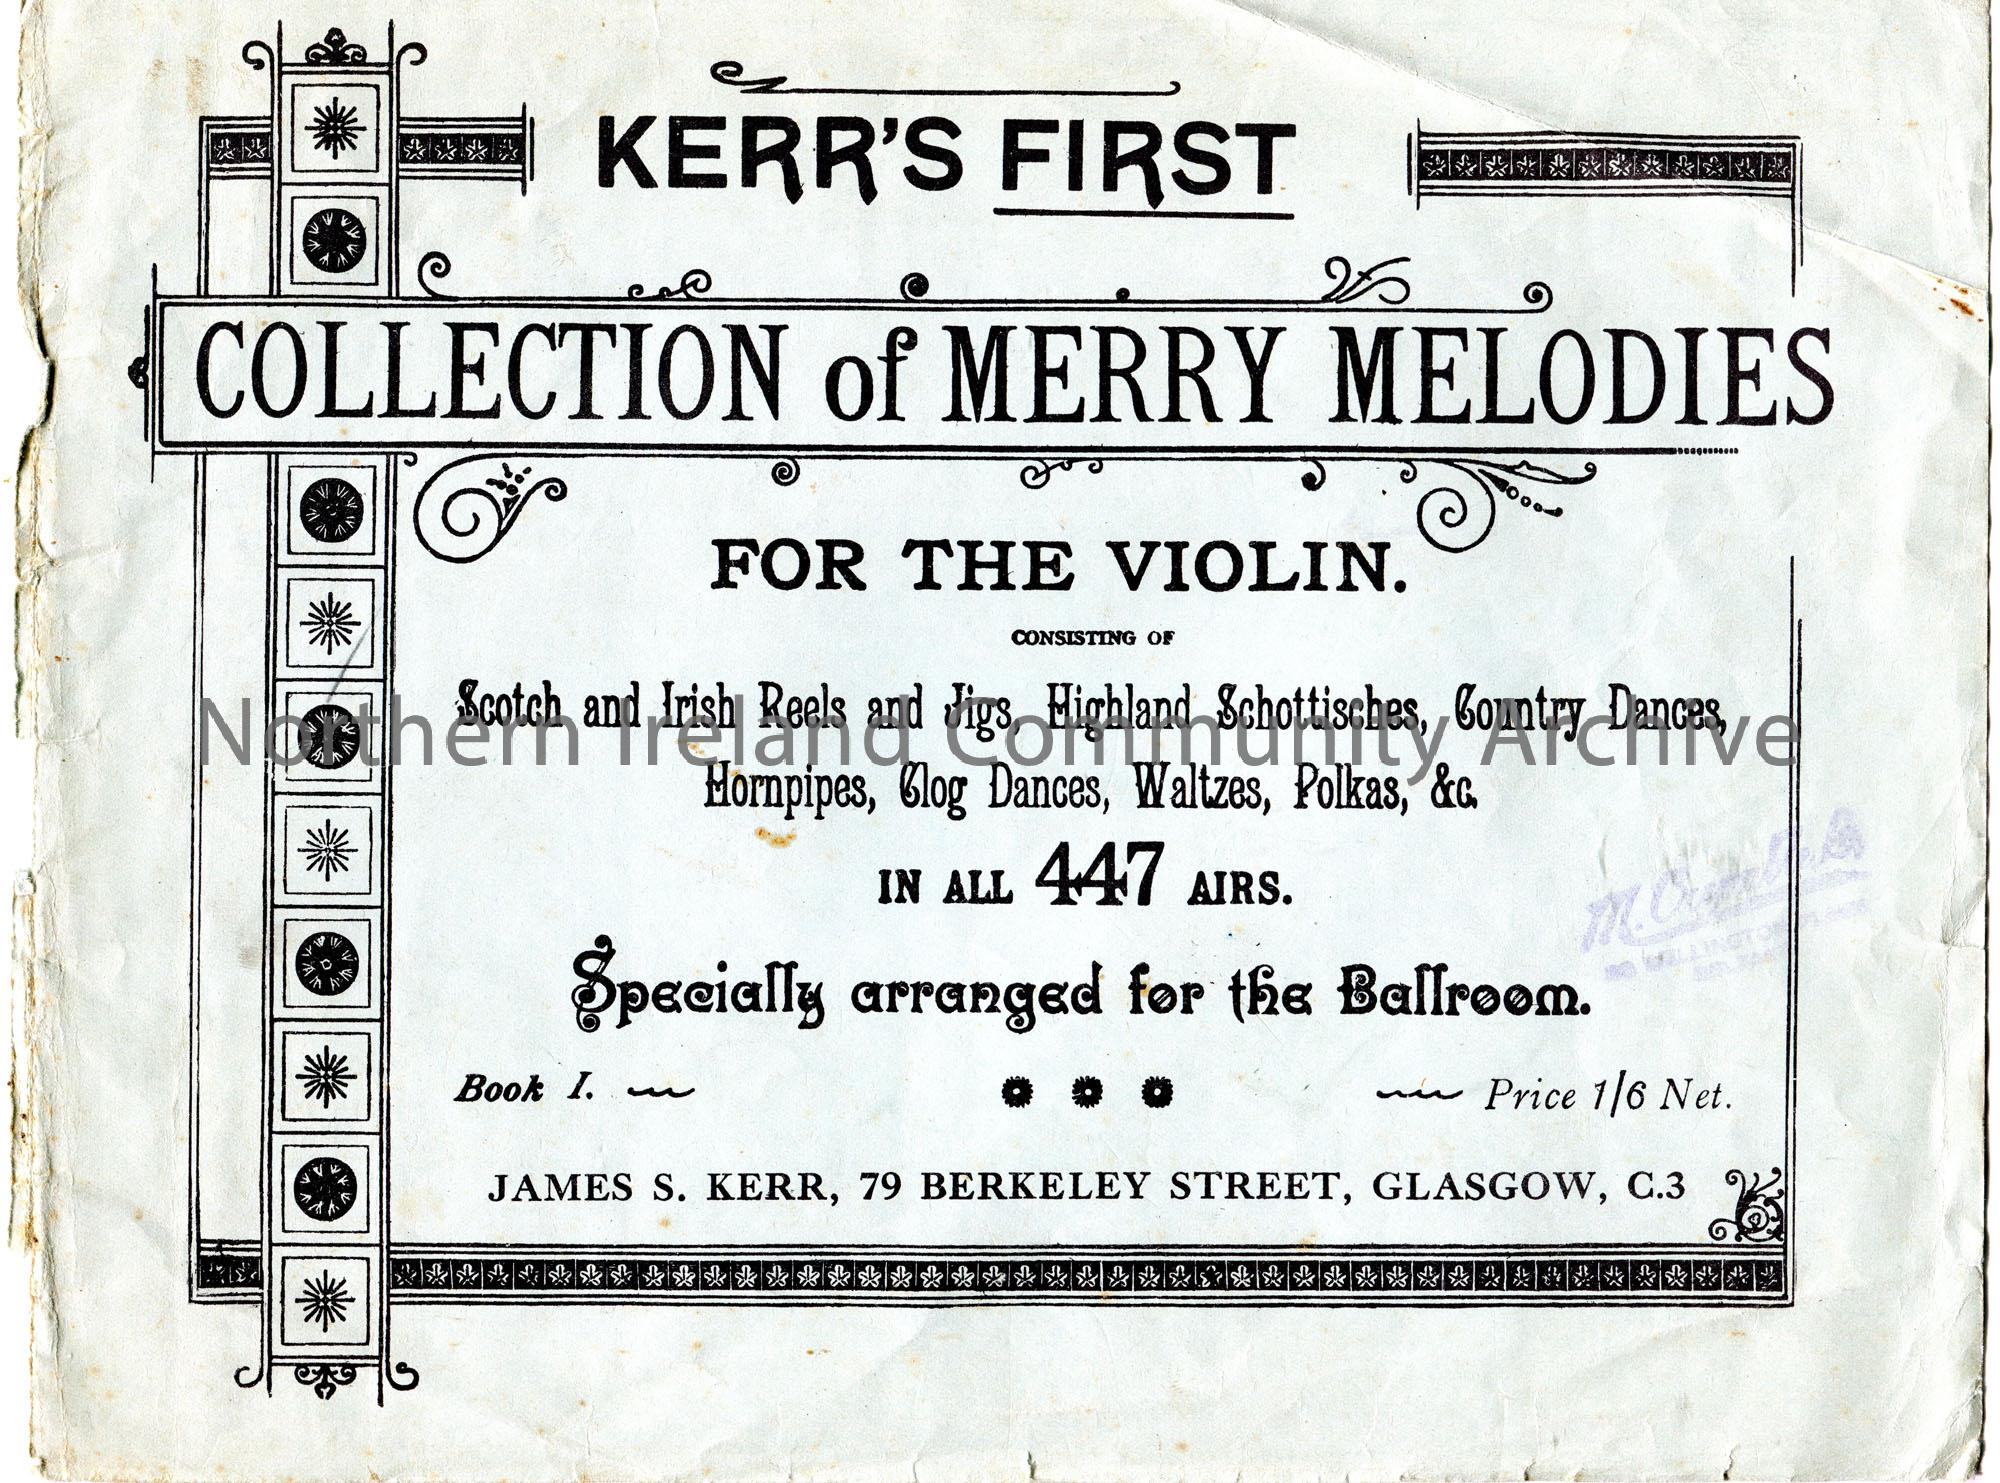 KERR'S FIRST
COLLECTION of MERRY MELODIES
FOR THE VIOLIN.
CONSISTING OF
Scotch and Irish Reels and Jigs, Highland Schottisches, Country Dances,
Hornpipes, Clog Dances, Waltzes, Polkas, &c.
IN ALL 447 AIRS.
Specially arranged for the Ballroom.
Book I.
Price 1/6 Net.
JAMES S. KERR, 79 BERKELEY STREET, GLASGOW, C.3
Northern Ireland Community Archive